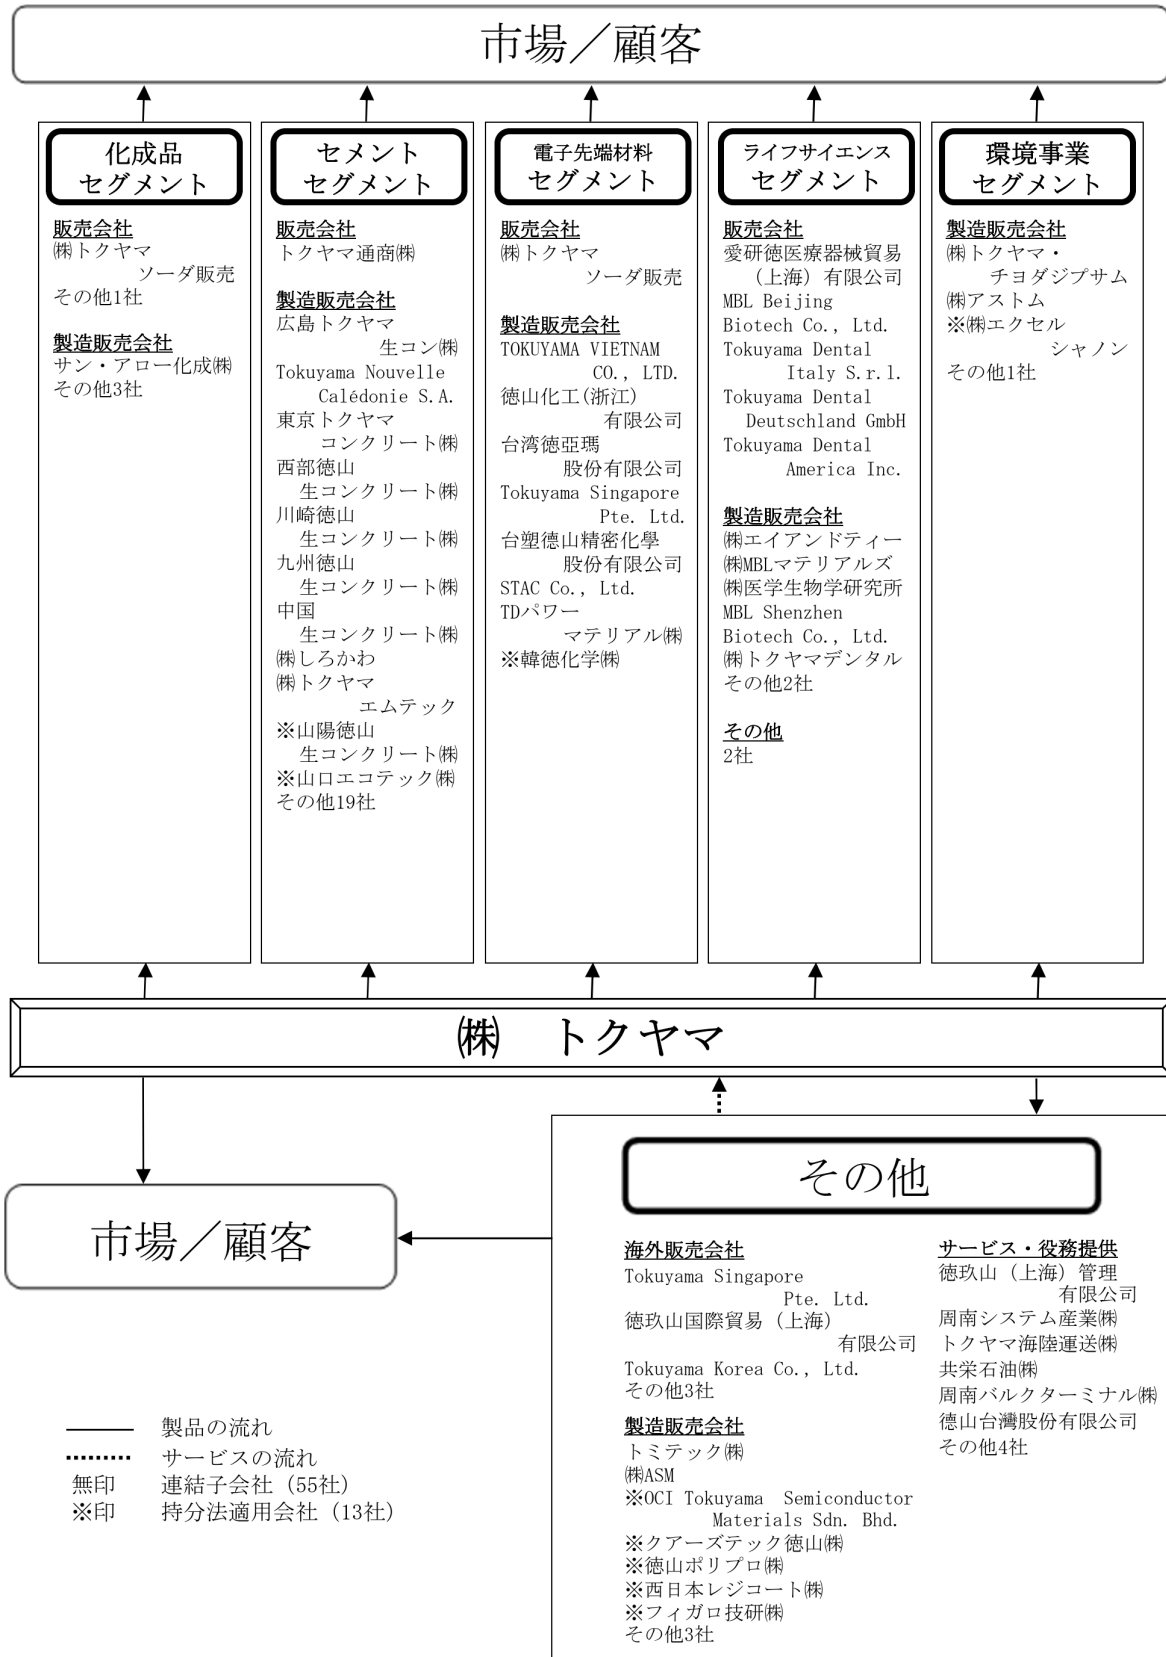 市場／顧客
化成品
セグメント
販売会社
㈱トクヤマ
ソーダ販売
その他1社
製造販売会社
サン・アロー化成㈱
その他3社
セメント
セグメント
販売会社
トクヤマ通商㈱
製造販売会社
広島トクヤマ
生コン㈱
Tokuyama Nouvelle
Calédonie S.A.
東京トクヤマ
コンクリート㈱
西部徳山
生コンクリート㈱
川崎徳山
生コンクリート㈱
九州徳山
生コンクリート㈱
中国
生コンクリート㈱
㈱しろかわ
㈱トクヤマ
エムテック
※山陽徳山
生コンクリート㈱
※山口エコテック㈱
その他19社
電子先端材料
セグメント
販売会社
㈱トクヤマ
ソーダ販売
製造販売会社
TOKUYAMA VIETNAM
CO., LTD.
徳山化工(浙江)
有限公司
台湾徳亞瑪
股份有限公司
Tokuyama Singapore
Pte. Ltd.
台塑德山精密化學
股份有限公司
STAC Co., Ltd.
TDパワー
マテリアル㈱
※韓徳化学㈱
ライフサイエンス
セグメント
販売会社
愛研徳医療器械貿易
（上海）有限公司
MBL Beijing
Biotech Co., Ltd.
Tokuyama Dental
Italy S.r.l.
Tokuyama Dental
Deutschland GmbH
Tokuyama Dental
America Inc.
製造販売会社
㈱エイアンドティー
㈱MBLマテリアルズ
㈱医学生物学研究所
MBL Shenzhen
Biotech Co., Ltd.
㈱トクヤマデンタル
その他2社
その他
2社
環境事業
セグメント
製造販売会社
㈱トクヤマ・
チヨダジプサム
㈱アストム
※㈱エクセル
シャノン
その他1社
㈱　トクヤマ
市場／顧客
その他
海外販売会社
Tokuyama Singapore
Pte. Ltd.
徳玖山国際貿易（上海）
有限公司
Tokuyama Korea Co., Ltd.
その他3社
製造販売会社
トミテック㈱
㈱ASM
※OCI Tokuyama　Semiconductor
Materials Sdn. Bhd.
※クアーズテック徳山㈱
※徳山ポリプロ㈱
※西日本レジコート㈱
※フィガロ技研㈱
その他3社
サービス・役務提供
徳玖山（上海）管理
有限公司
周南システム産業㈱
トクヤマ海陸運送㈱
共栄石油㈱
周南バルクターミナル㈱
德山台灣股份有限公司
その他4社
製品の流れ
サービスの流れ
無印　連結子会社（55社）
※印　持分法適用会社（13社）